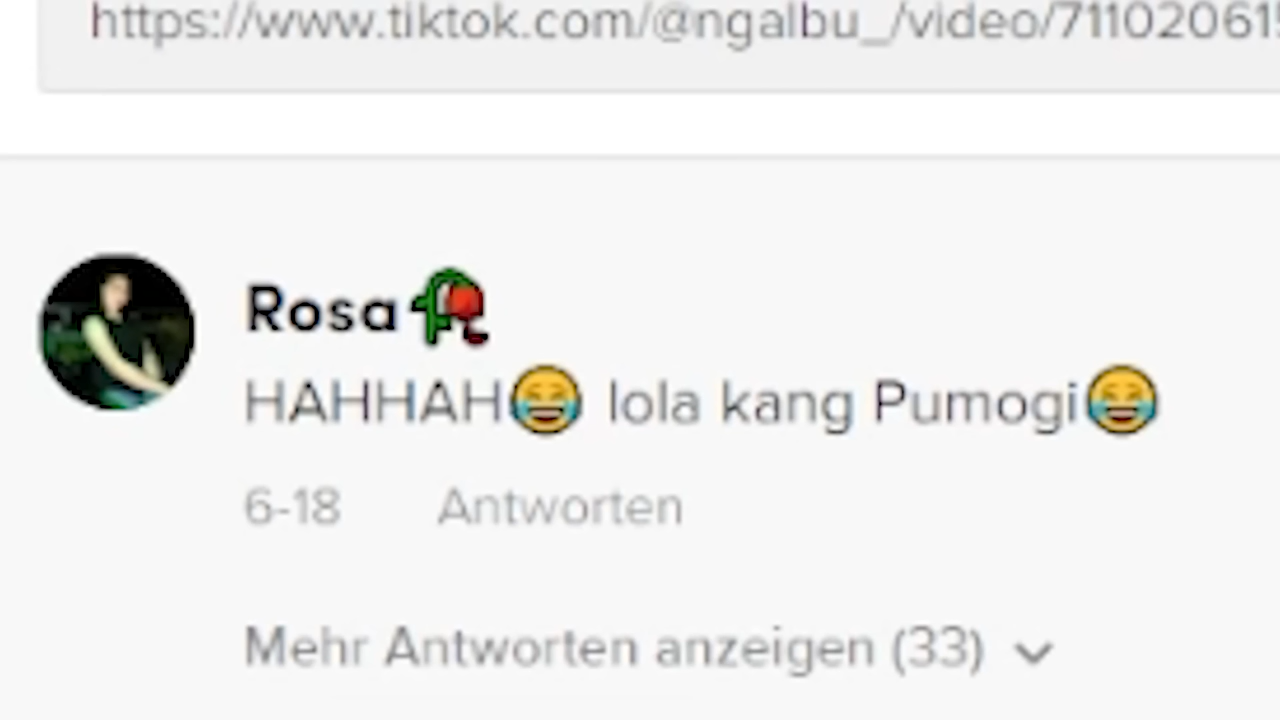 https://www.tiktok.com/@ngalbu_/video/71102061
Rosa🥀
HAHHAH😂 lola kang Pumogi😂
6-18 Antworten
Mehr Antworten anzeigen (33)